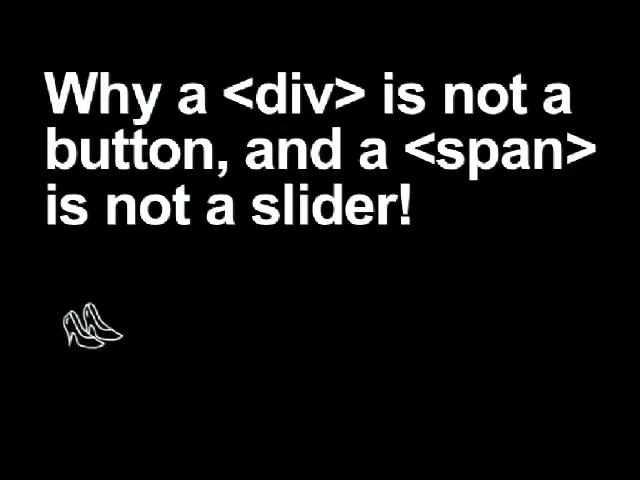 Why a <div> is not a
button, and a <span>
is not a slider!